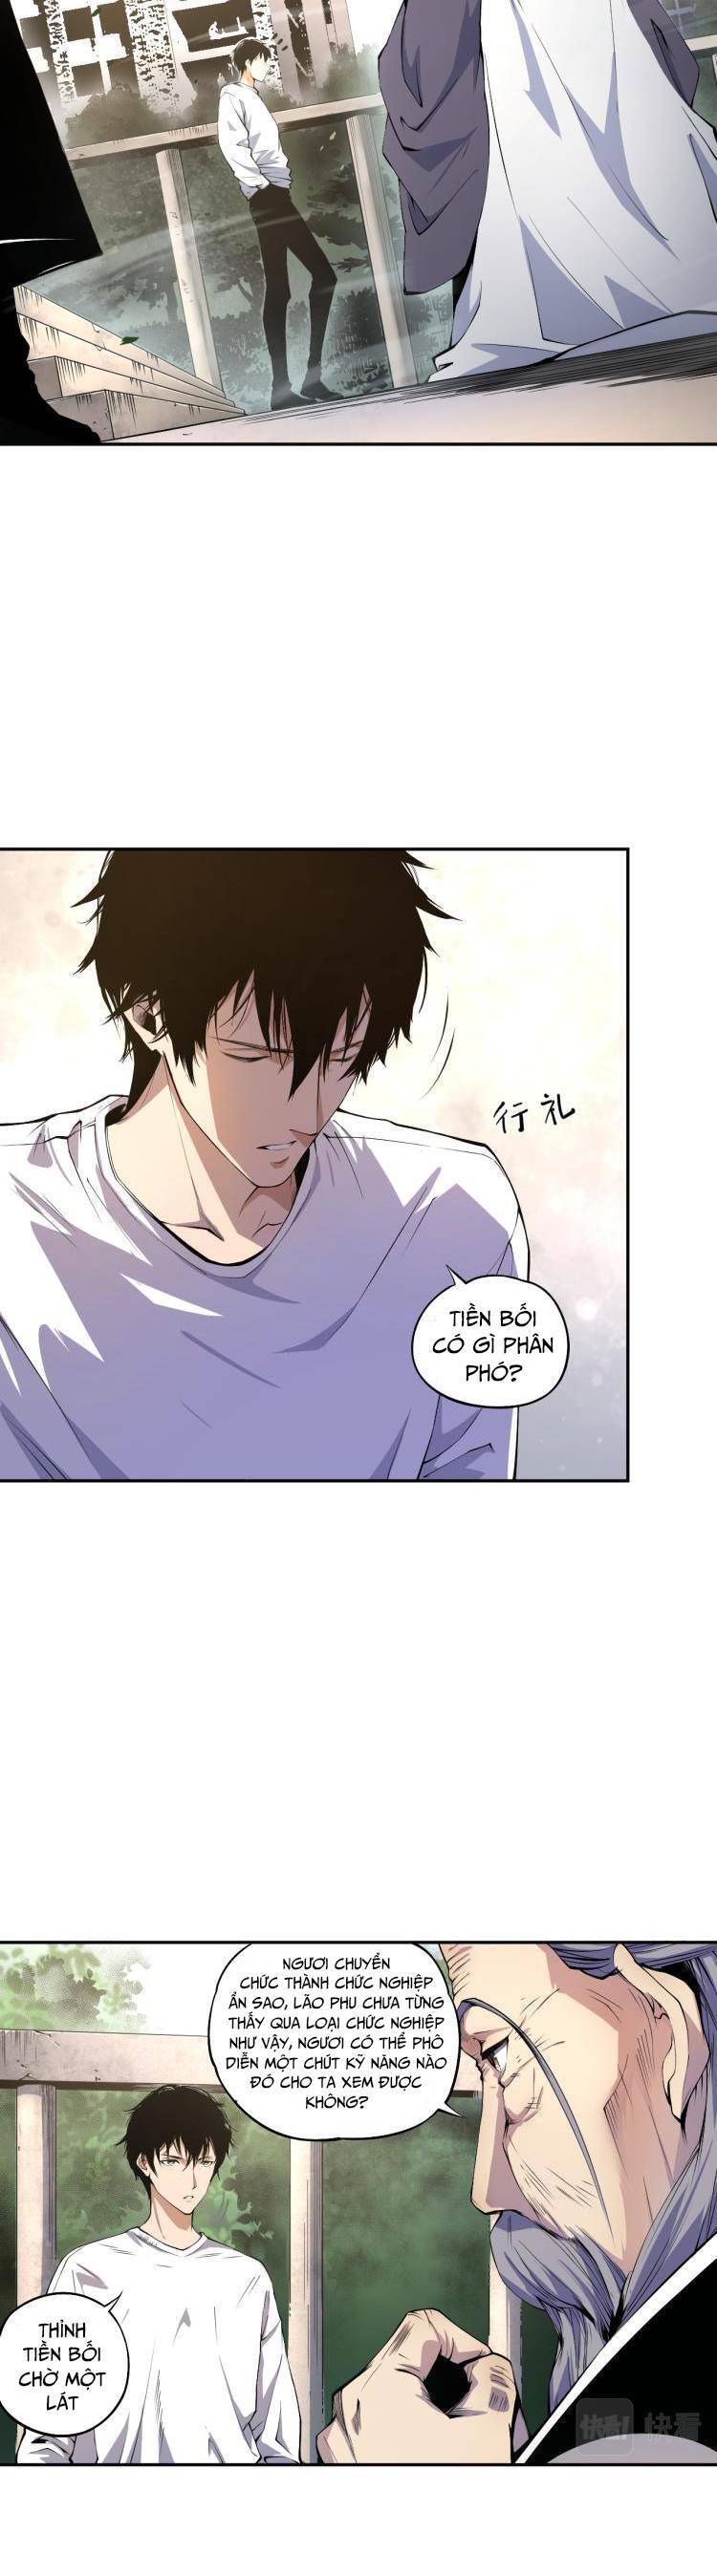 行礼
TIỀN BỐI
CÓ GÌ PHÂN
PHÓ?
NGƯƠI CHUYỂN
CHỨC THÀNH CHỨC NGHIỆP
ẨN SAO, LÃO PHU CHƯA TỪNG
THẤY QUA LOẠI CHỨC NGHIỆP
NHƯ VẬY, NGƯƠI CÓ THỂ PHÔ
DIỄN MỘT CHÚT KỸ NĂNG NÀO
ĐÓ CHO TA XEM ĐƯỢC
KHÔNG?
THỈNH
TIỀN BỐI
CHỜ MỘT
LÁT
快看! 快看